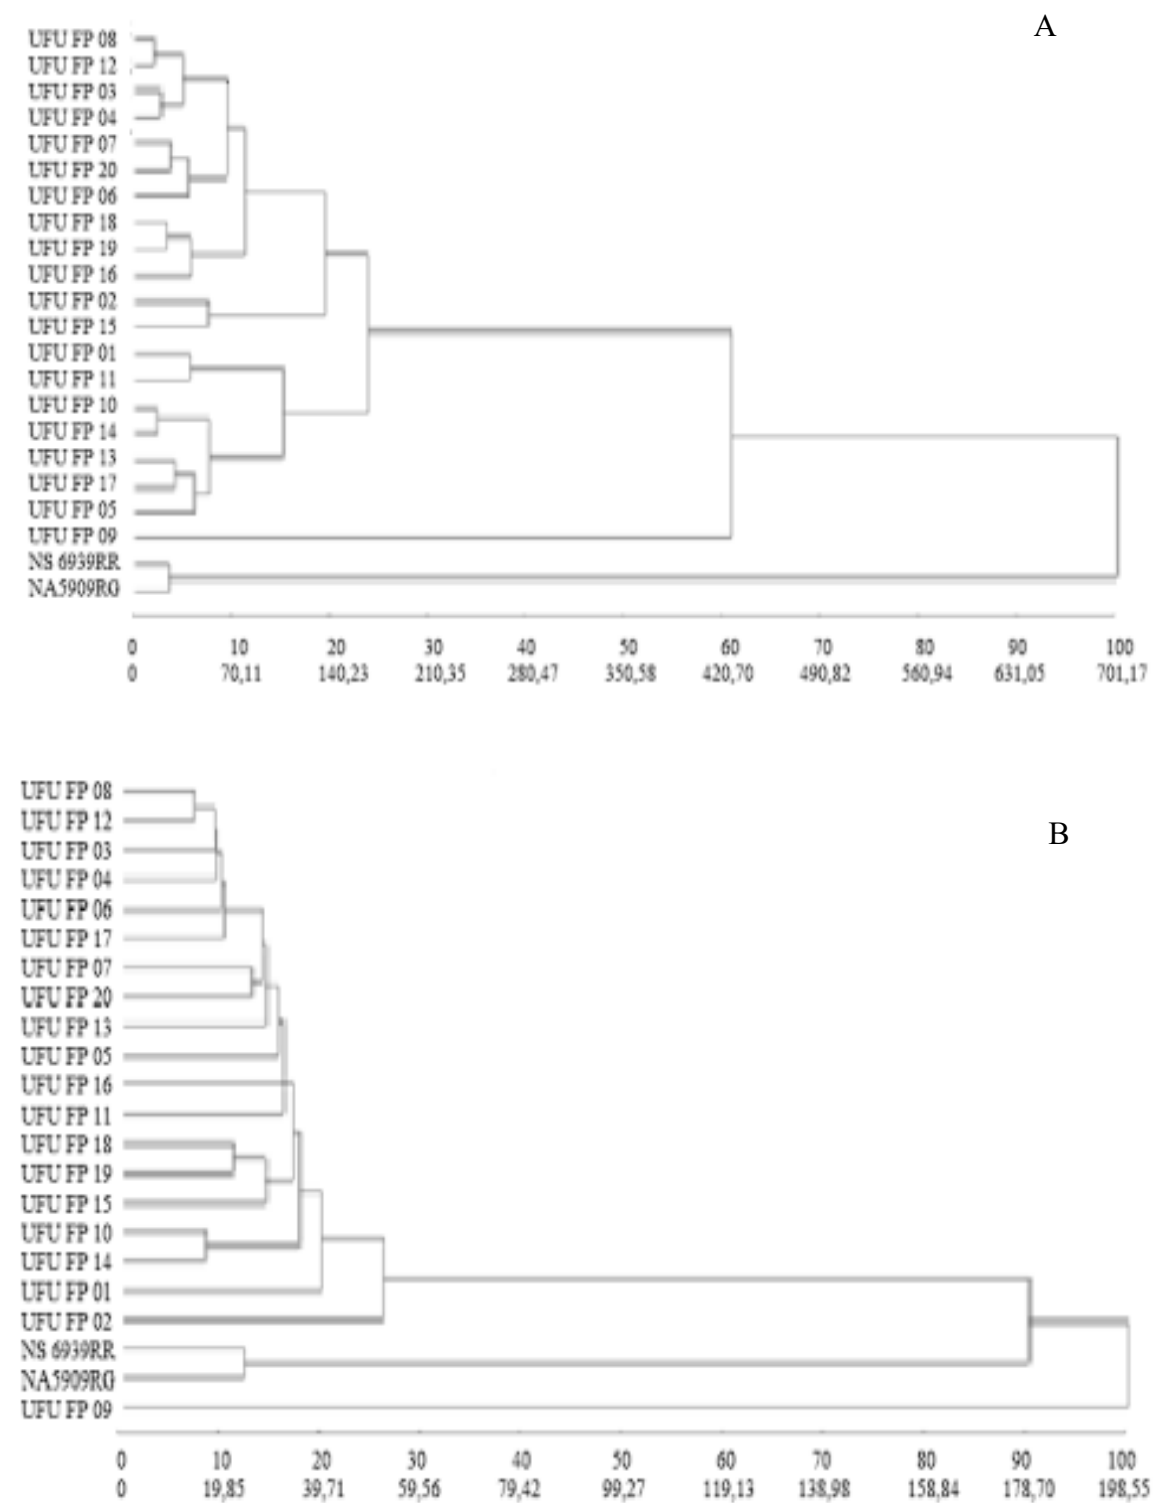 A
UFU FP 08
UFU FP 12
UFU FP 03
UFU FP 04
UFU FP 07
UFU FP 20
UFU FP 06
UFU FP 18
UFU FP 19
UFU FP 16
UFU FP 02
UFU FP 15
UFU FP 01
UFU FP 11
UFU FP 10
UFU FP 14
UFU FP 13
UFU FP 17
UFU FP 05
UFU FP 09
NS 6939RR
NA5909RG
0 10 20 30 40 50 60 70 80 90 100
0 70,11 140,23 210,35 280,47 350,58 420,70 490,82 560,94 631,05 701,17
UFU FP 08
UFU FP 12
B
UFU FP 03
UFU FP 04
UFU FP 06
UFU FP 17
UFU FP 07
UFU FP 20
UFU FP 13
UFU FP 05
UFU FP 16
UFU FP 11
UFU FP 18
UFU FP 19
UFU FP 15
UFU FP 10
UFU FP 14
UFU FP 01
UFU FP 02
NS 6939RR
NA5909RG
UFU FP 09
0 10 20 30 40 50 60 70 80 90 100
0 19,85 39,71 59,56 79,42 99,27 119,13 138,98 158,84 178,70 198,55